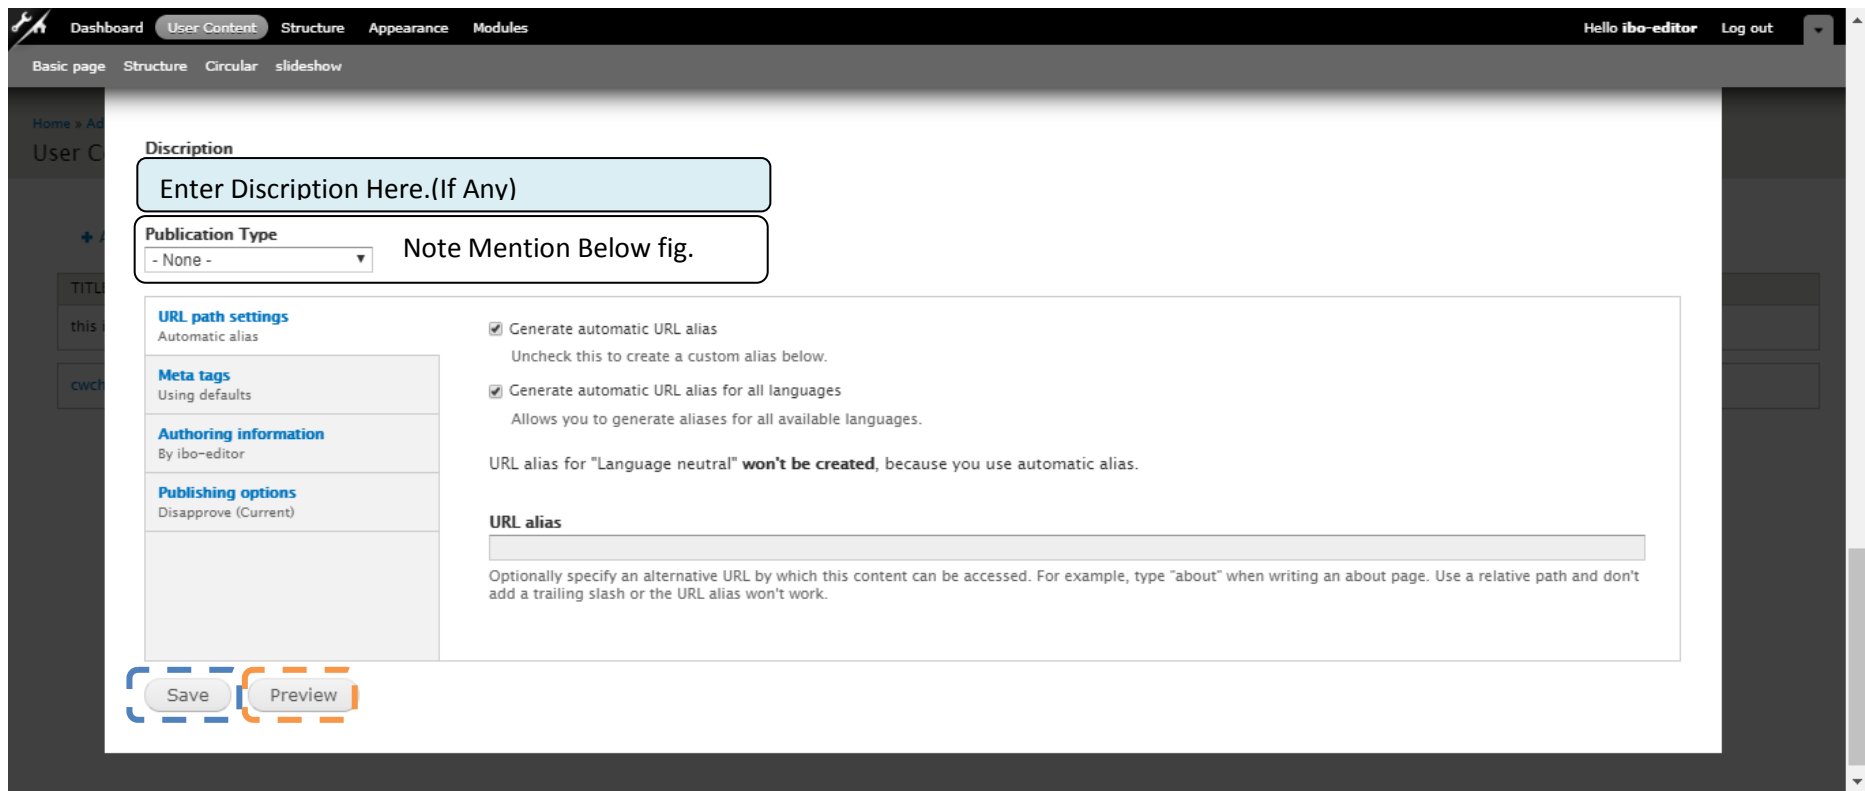 Dashboard User Content Structure Appearance Modules Hello ibo-editor Log out
Basic page Structure Circular slideshow
Home » Ad
User C
Discription
Enter Discription Here.(If Any)
Publication Type
- None -
Note Mention Below fig.
TITLE
this i
cwch
URL path settings
Automatic alias
Meta tags
Using defaults
Authoring information
By ibo-editor
Publishing options
Disapprove (Current)
Generate automatic URL alias
Uncheck this to create a custom alias below.
Generate automatic URL alias for all languages
Allows you to generate aliases for all available languages.
URL alias for "Language neutral" won't be created, because you use automatic alias.
URL alias
Optionally specify an alternative URL by which this content can be accessed. For example, type "about" when writing an about page. Use a relative path and don't
add a trailing slash or the URL alias won't work.
Save Preview